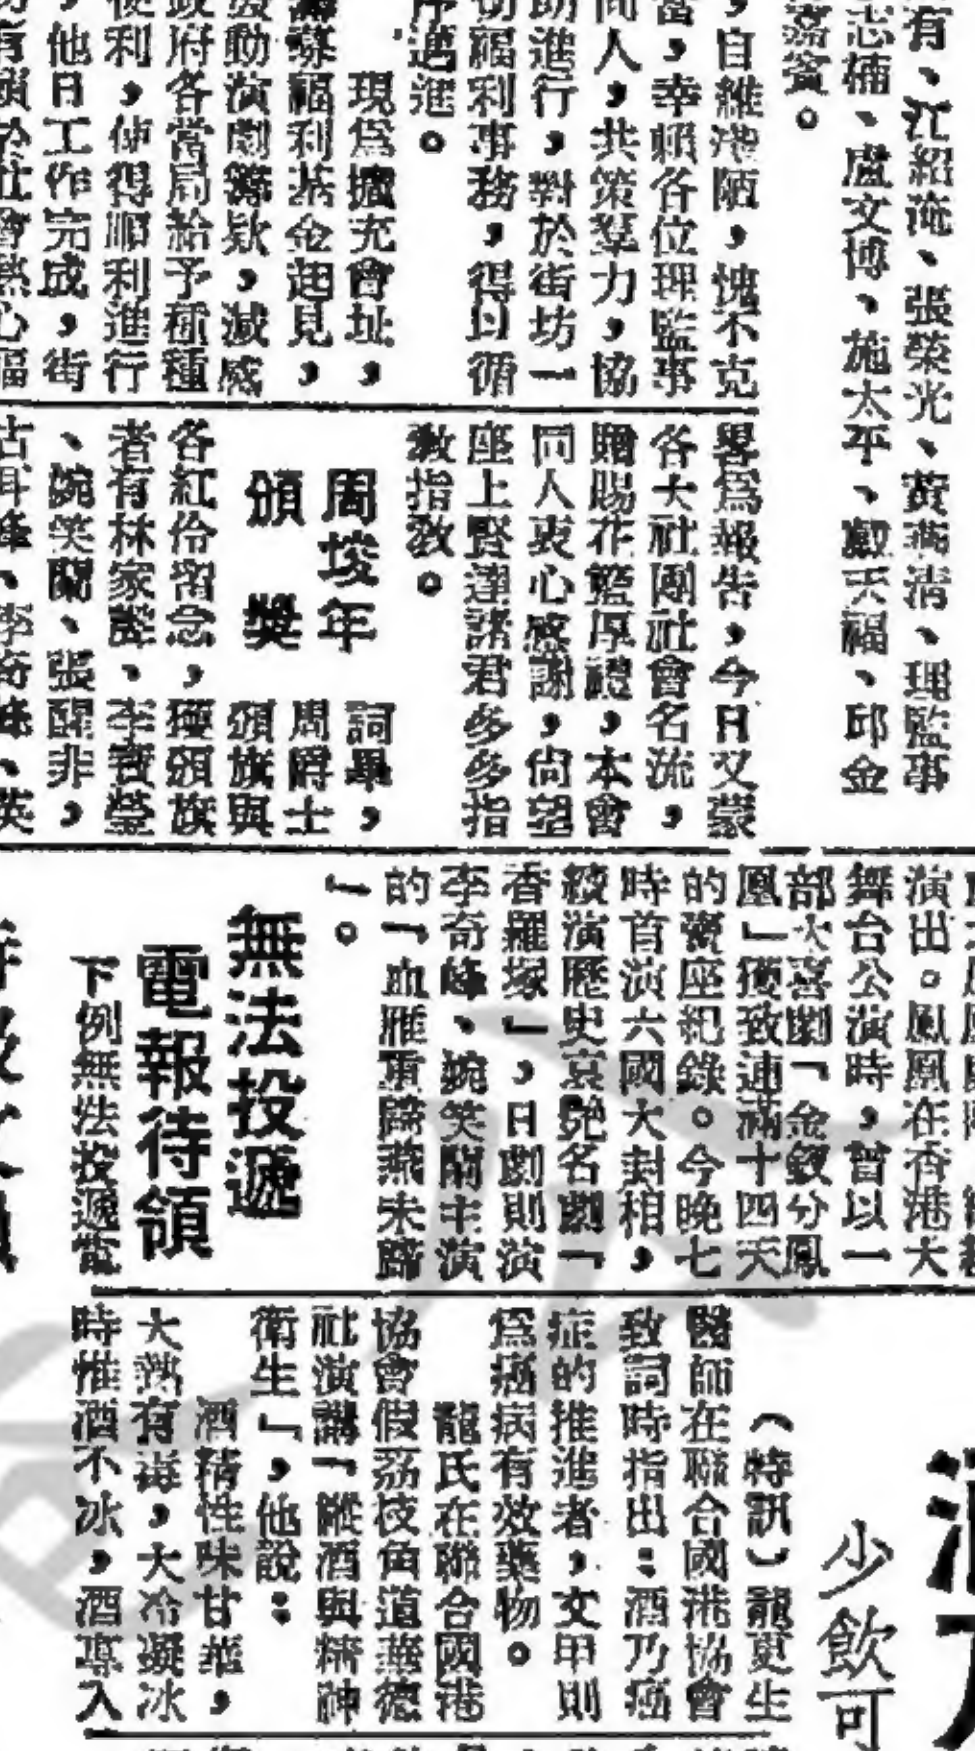 有、江紹淹、張榮光、黃燕清、理監事
志楠、盧文博、施太平、顧天福、邱金
嘉賓。
，自維淺陋，愧不克
當，幸賴各位理監事
同人，共策羣力，協
助進行，對於街坊一
切福利事務，得以循
序邁進。
現爲擴充會址，
籌募福利基金起見，
發動演劇籌欵，減感
政府各當局給予種種
便利，使得順利進行
，他日工作完成，街
畧爲報告，今日又蒙
各大社團社會名流，
贈賜花籃厚禮，本會
同人衷心感謝，尙望
座上賢達諸君多多指
敎指敎。
周埈年
頒獎
詞畢，
周爵士
頒旗與
各紅伶留念，獲頒旗
者有林家聲、李寶瑩
、婉笑蘭、張醒非，
演出。鳳凰在香港大
舞台公演時，曾以一
部大喜劇「金釵分鳳
凰」獲致連滿十四天
的賣座紀錄。今晚七
時首演六國大封相，
續演歷史哀艷名劇「
香羅塚」，日劇則演
李奇峰、婉笑蘭主演
的「血雁重歸燕未歸
」。
無法投遞
電報待領
下例無法投遞電
少飲可
（特訊）龍更生
醫師在聯合國港協會
致詞時指出：酒乃癌
症的推進者，文甲則
爲癌病有效藥物。
龍氏在聯合國港
協會假荔枝角道華德
社演講「縱酒與精神
衛生」，他說：
酒精性味甘華，
大熱有毒，大冷凝冰
時惟酒不冰，酒專入